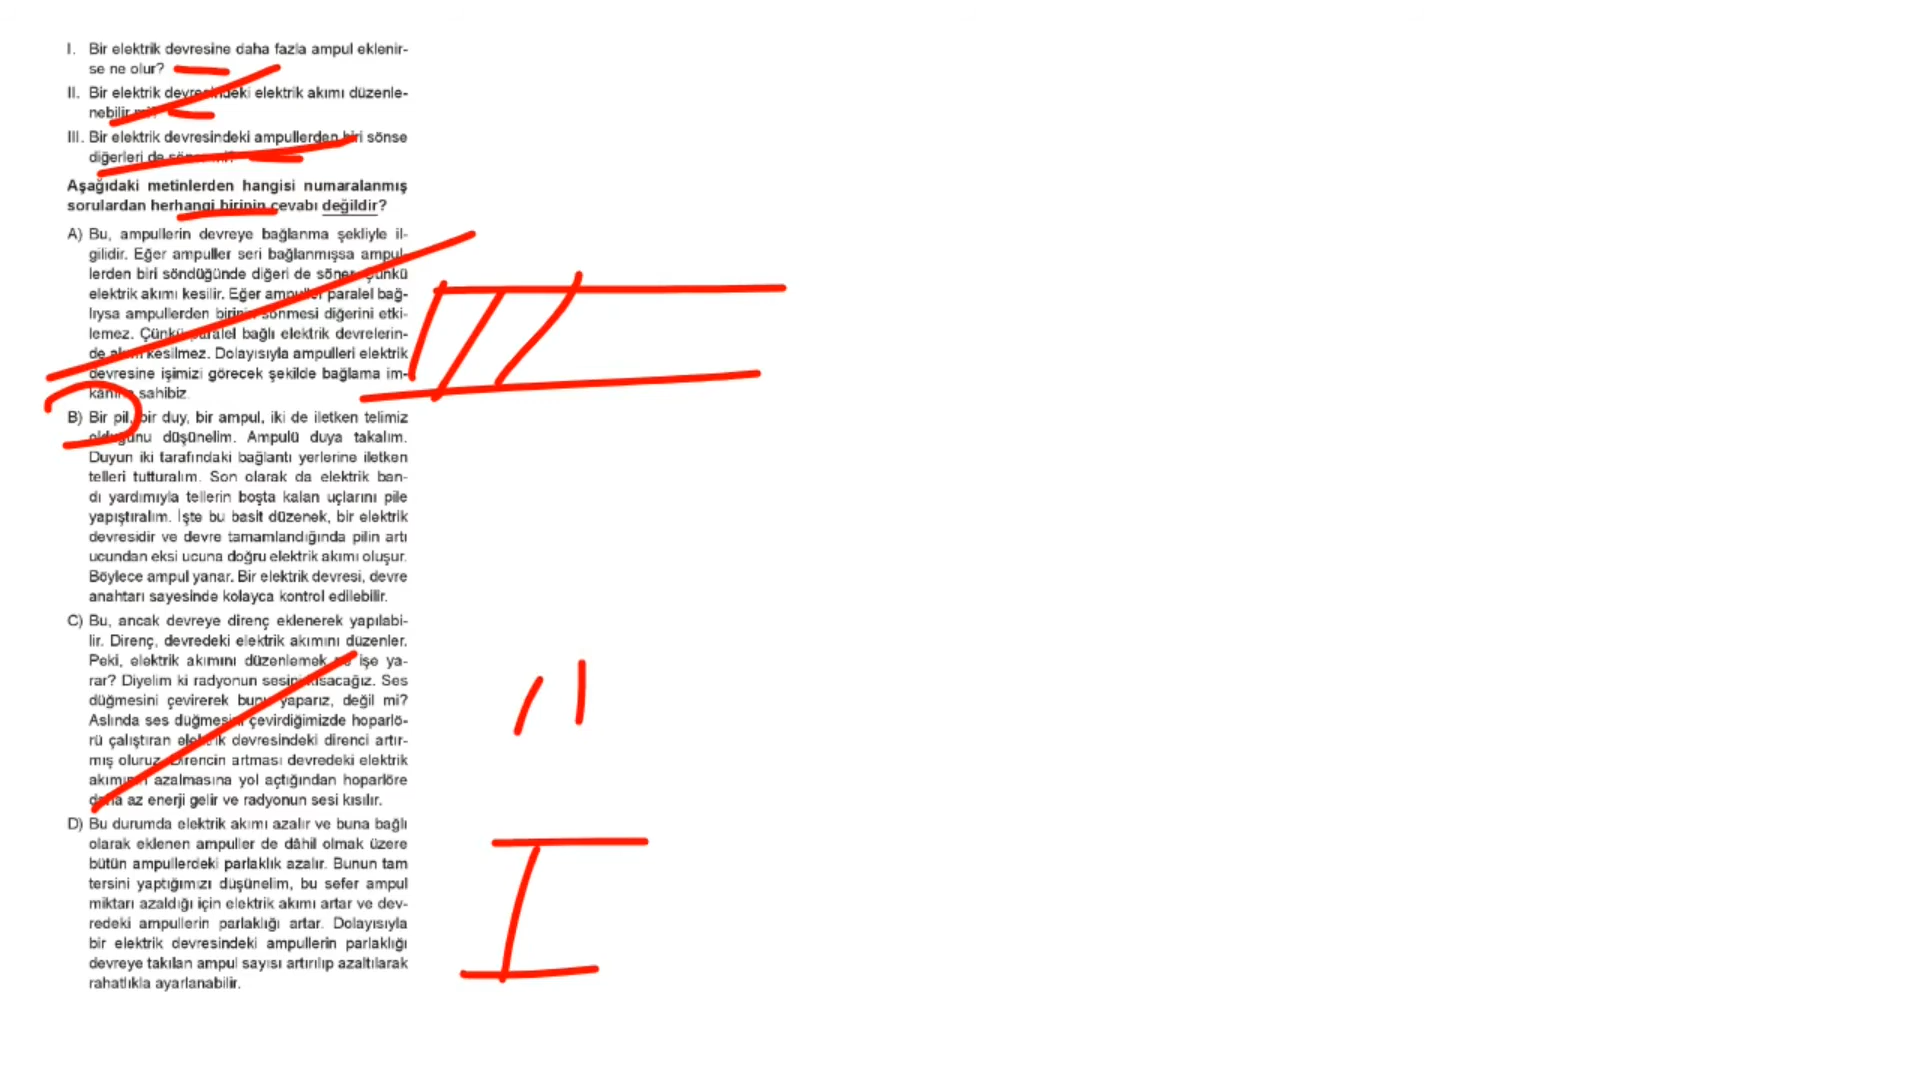 I. Bir elektrik devresine daha fazla ampul eklenir-
se ne olur?
II. Bir elektrik devresindeki elektrik akımı düzenle-
nebilir mi?
III. Bir elektrik devresindeki ampullerden biri sönse
diğerleri de söner mi?
Aşağıdaki metinlerden hangisi numaralanmış
sorulardan herhangi birinin cevabı değildir?
A) Bu, ampullerin devreye bağlanma şekliyle il-
gilidir. Eğer ampuller seri bağlanmışsa ampul-
lerden biri söndüğünde diğeri de söner. Çünkü
elektrik akımı kesilir. Eğer ampuller paralel bağ-
lıysa ampullerden birinin sönmesi diğerini etki-
lemez. Çünkü paralel bağlı elektrik devrelerin-
de akım kesilmez. Dolayısıyla ampulleri elektrik
devresine işimizi görecek şekilde bağlama im-
kânına sahibiz.
B) Bir pil, bir duy, bir ampul, iki de iletken telimiz
olduğunu düşünelim. Ampulü duya takalım.
Duyun iki tarafındaki bağlantı yerlerine iletken
telleri tutturalım. Son olarak da elektrik ban-
dı yardımıyla tellerin boşta kalan uçlarını pile
yapıştıralım. İşte bu basit düzenek, bir elektrik
devresidir ve devre tamamlandığında pilin artı
ucundan eksi ucuna doğru elektrik akımı oluşur.
Böylece ampul yanar. Bir elektrik devresi, devre
anahtarı sayesinde kolayca kontrol edilebilir.
C) Bu, ancak devreye direnç eklenerek yapılabi-
lir. Direnç, devredeki elektrik akımını düzenler.
Peki, elektrik akımını düzenlemek ne işe ya-
rar? Diyelim ki radyonun sesini kısacağız. Ses
düğmesini çevirerek bunu yaparız, değil mi?
Aslında ses düğmesini çevirdiğimizde hoparlö-
rü çalıştıran elektrik devresindeki direnci artır-
mış oluruz. Direncin artması devredeki elektrik
akımının azalmasına yol açtığından hoparlöre
daha az enerji gelir ve radyonun sesi kısılır.
D) Bu durumda elektrik akımı azalır ve buna bağlı
olarak eklenen ampuller de dâhil olmak üzere
bütün ampullerdeki parlaklık azalır. Bunun tam
tersini yaptığımızı düşünelim, bu sefer ampul
miktarı azaldığı için elektrik akımı artar ve dev-
redeki ampullerin parlaklığı artar. Dolayısıyla
bir elektrik devresindeki ampullerin parlaklığı
devreye takılan ampul sayısı artırılıp azaltılarak
rahatlıkla ayarlanabilir.
III
II
I